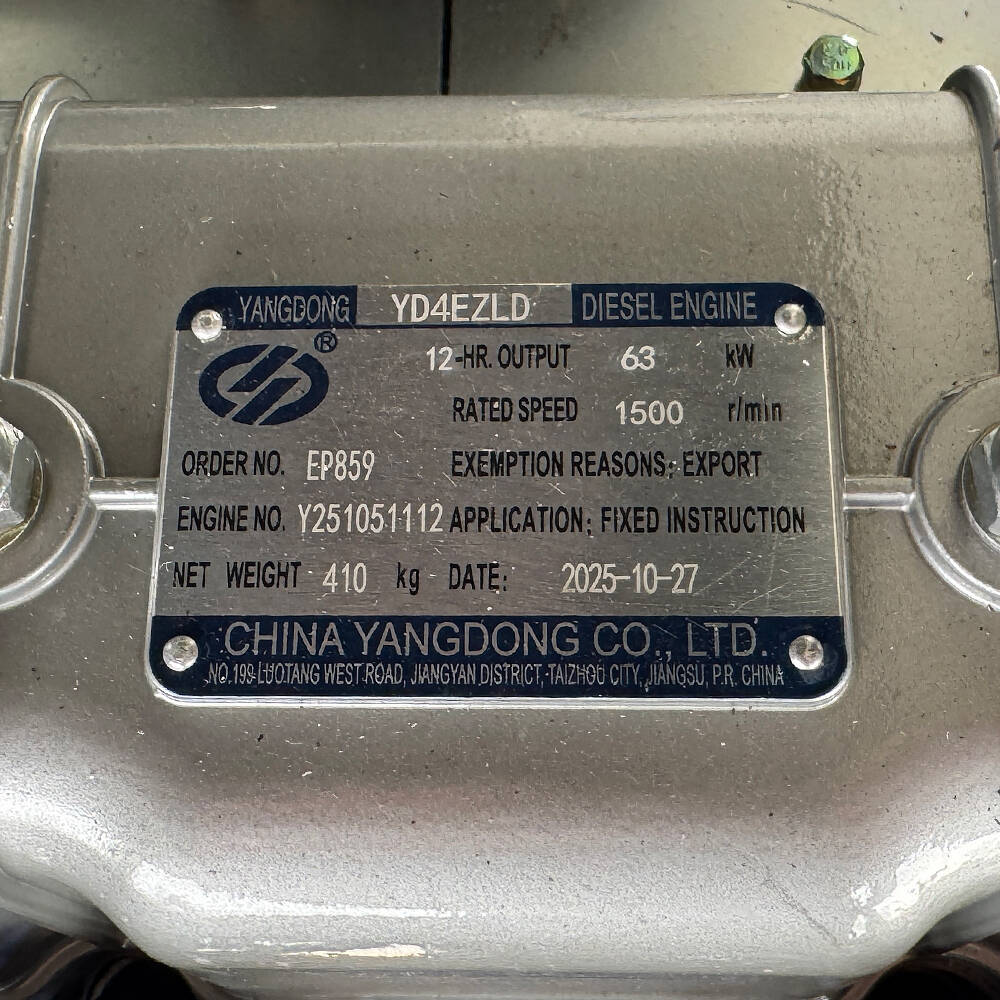 YANGDONG YD4EZLD DIESEL ENGINE
®
12-HR. OUTPUT 63 kW
RATED SPEED 1500 r/min
ORDER NO. EP859 EXEMPTION REASONS: EXPORT
ENGINE NO. Y251051112 APPLICATION: FIXED INSTRUCTION
NET WEIGHT 410 kg DATE: 2025-10-27
CHINA YANGDONG CO., LTD.
NO.199 LUOTANG WEST ROAD, JIANGYAN DISTRICT, TAIZHOU CITY, JIANGSU, P.R. CHINA